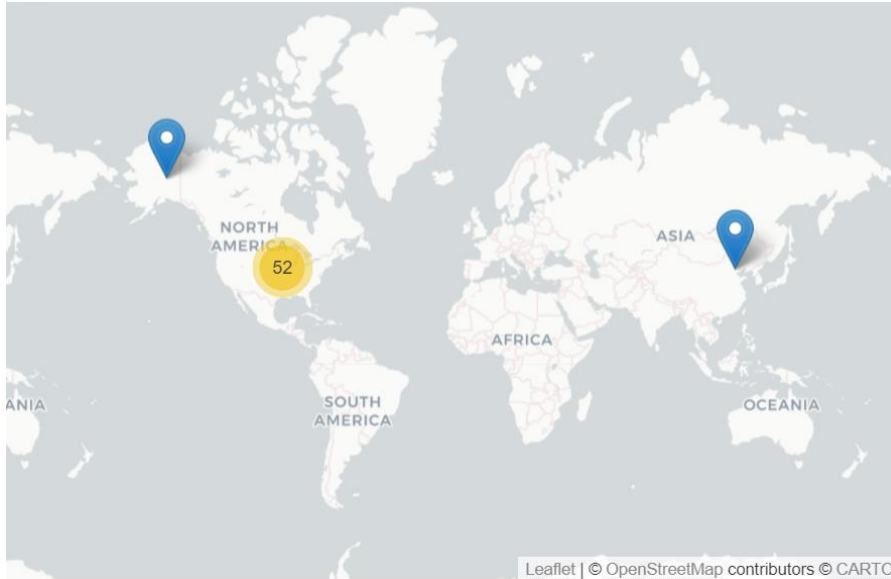 NORTH
AMERICA
52
ASIA
AFRICA
ANIA
SOUTH
AMERICA
OCEANIA
Leaflet | © OpenStreetMap contributors © CARTO